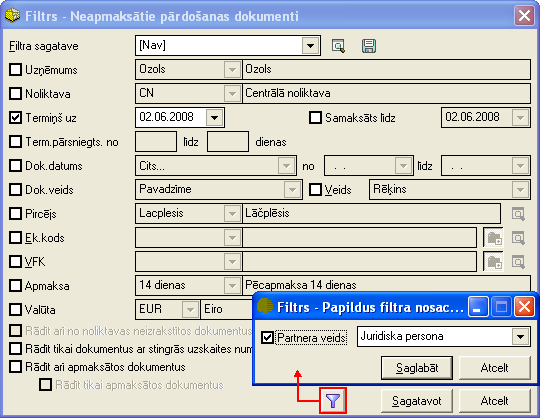 Filtrs - Neapmaksātie pārdošanas dokumenti
Filtra sagatave [Nav]
Uzņēmums Ozols Ozols
Noliktava CN Centrālā noliktava
Termiņš uz 02.06.2008 Samaksāts līdz 02.06.2008
Term.pārsniegts. no līdz dienas
Dok.datums Cits... no . . līdz . .
Dok.veids Pavadzīme Veids Rēķins
Pircējs Lacplesis Lāčplēsis
Ek.kods
VFK
Apmaksa 14 dienas Pēcapmaksa 14 dienas
Valūta EUR Eiro
Rādīt arī no noliktavas neizrakstītos dokumentus
Rādīt tikai dokumentus ar stingrās uzskaites num
Rādīt arī apmaksātos dokumentus
Rādīt tikai apmaksātos dokumentus
Filtrs - Papildus filtra nosac...
Partnera veids Juridiska persona
Saglabāt Atcelt
Sagatavot Atcelt